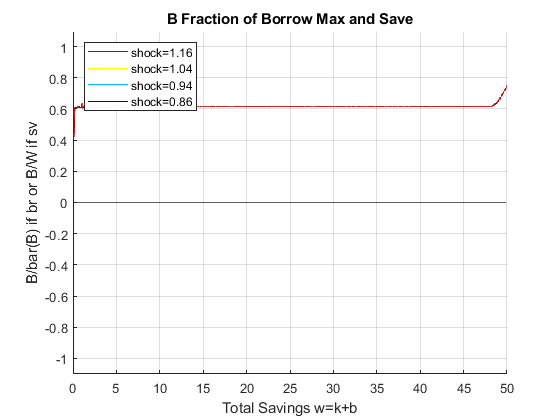 B Fraction of Borrow Max and Save
shock=1.16
shock=1.04
shock=0.94
shock=0.86
B/bar(B) if br or B/W if sv
1
0.8
0.6
0.4
0.2
0
-0.2
-0.4
-0.6
-0.8
-1
0 5 10 15 20 25 30 35 40 45 50
Total Savings w=k+b